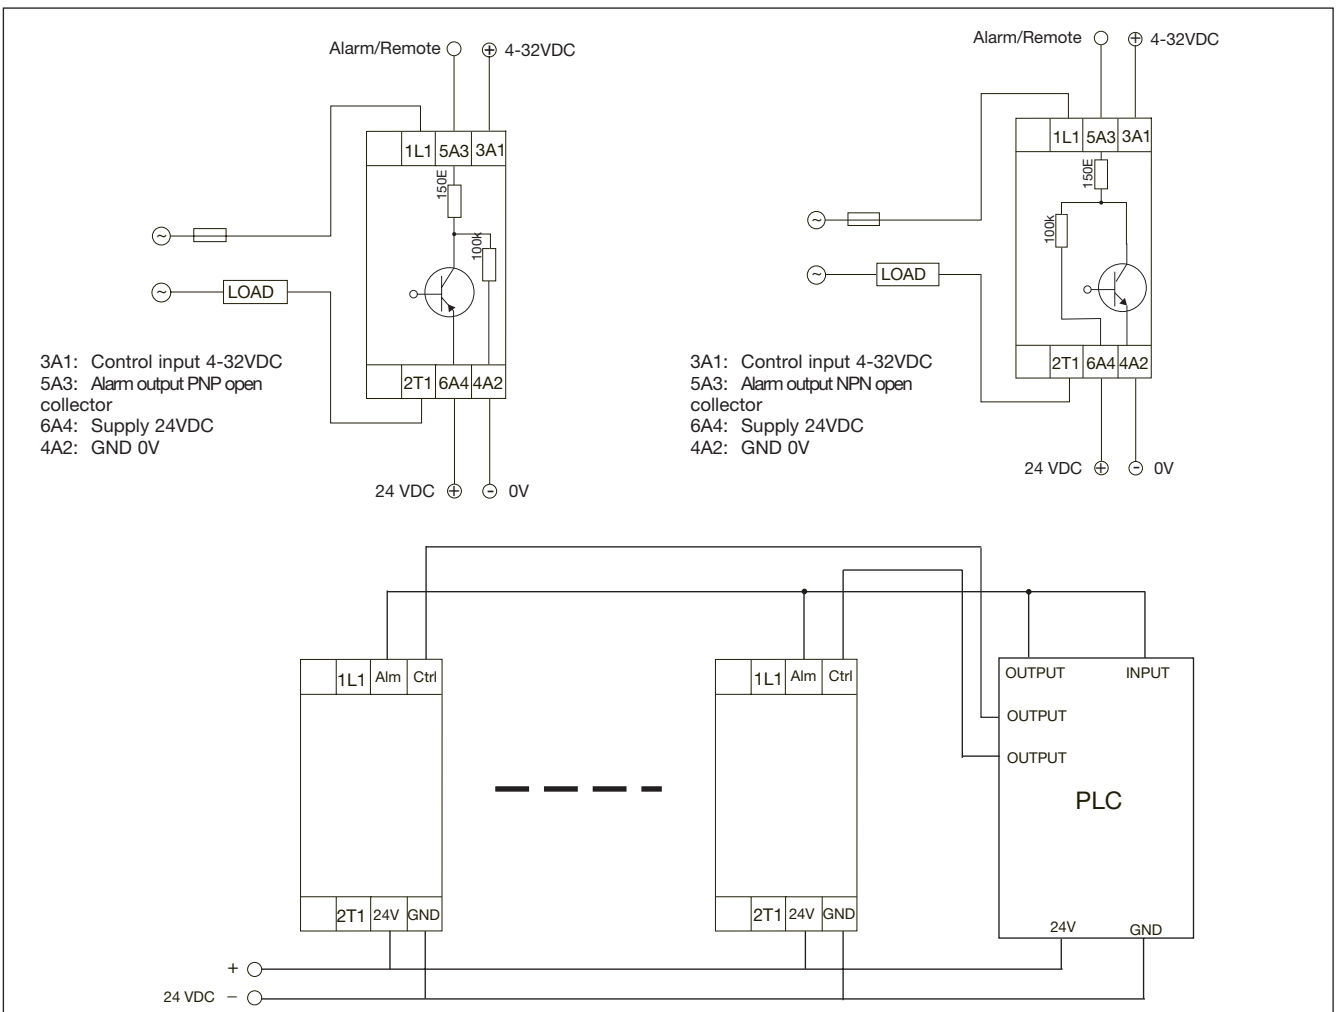 Alarm/Remote
4-32VDC
1L1 5A3 3A1
150E
100k
LOAD
3A1: Control input 4-32VDC
5A3: Alarm output PNP open
collector
6A4: Supply 24VDC
4A2: GND 0V
2T1 6A4 4A2
24 VDC + - 0V
Alarm/Remote
4-32VDC
1L1 5A3 3A1
150E
100k
LOAD
3A1: Control input 4-32VDC
5A3: Alarm output NPN open
collector
6A4: Supply 24VDC
4A2: GND 0V
2T1 6A4 4A2
24 VDC + - 0V
1L1 Alm Ctrl
1L1 Alm Ctrl
OUTPUT INPUT
OUTPUT
OUTPUT
PLC
2T1 24V GND
2T1 24V GND
24V GND
+
24 VDC –